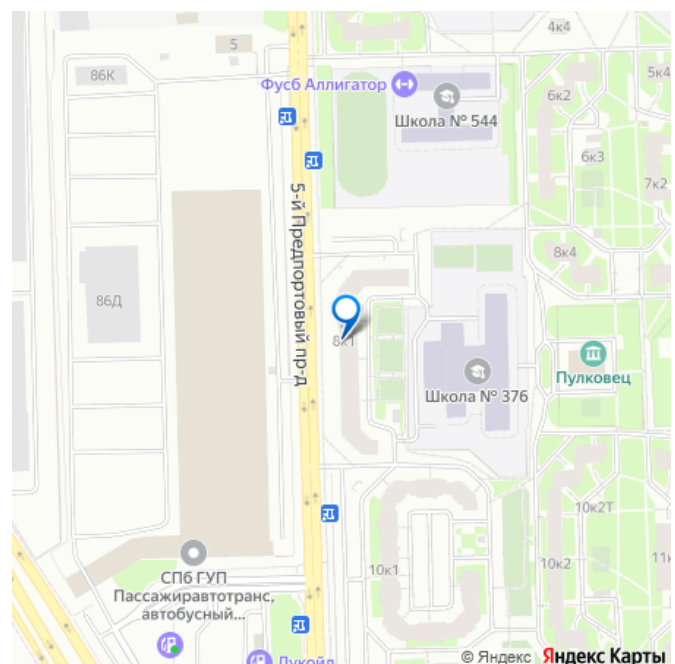 4к4
5
86К
5к4
Фусб Аллигатор
6к2
Школа № 544
6к3
7к2
5-й Предпортовый пр-д
8к4
86Д
8к1
Пулковец
Школа № 376
10к2Т
10к2
11к
10к1
СПб ГУП
Пассажиравтотранс,
автобусный...
Лукойл
© Яндекс Яндекс Карты